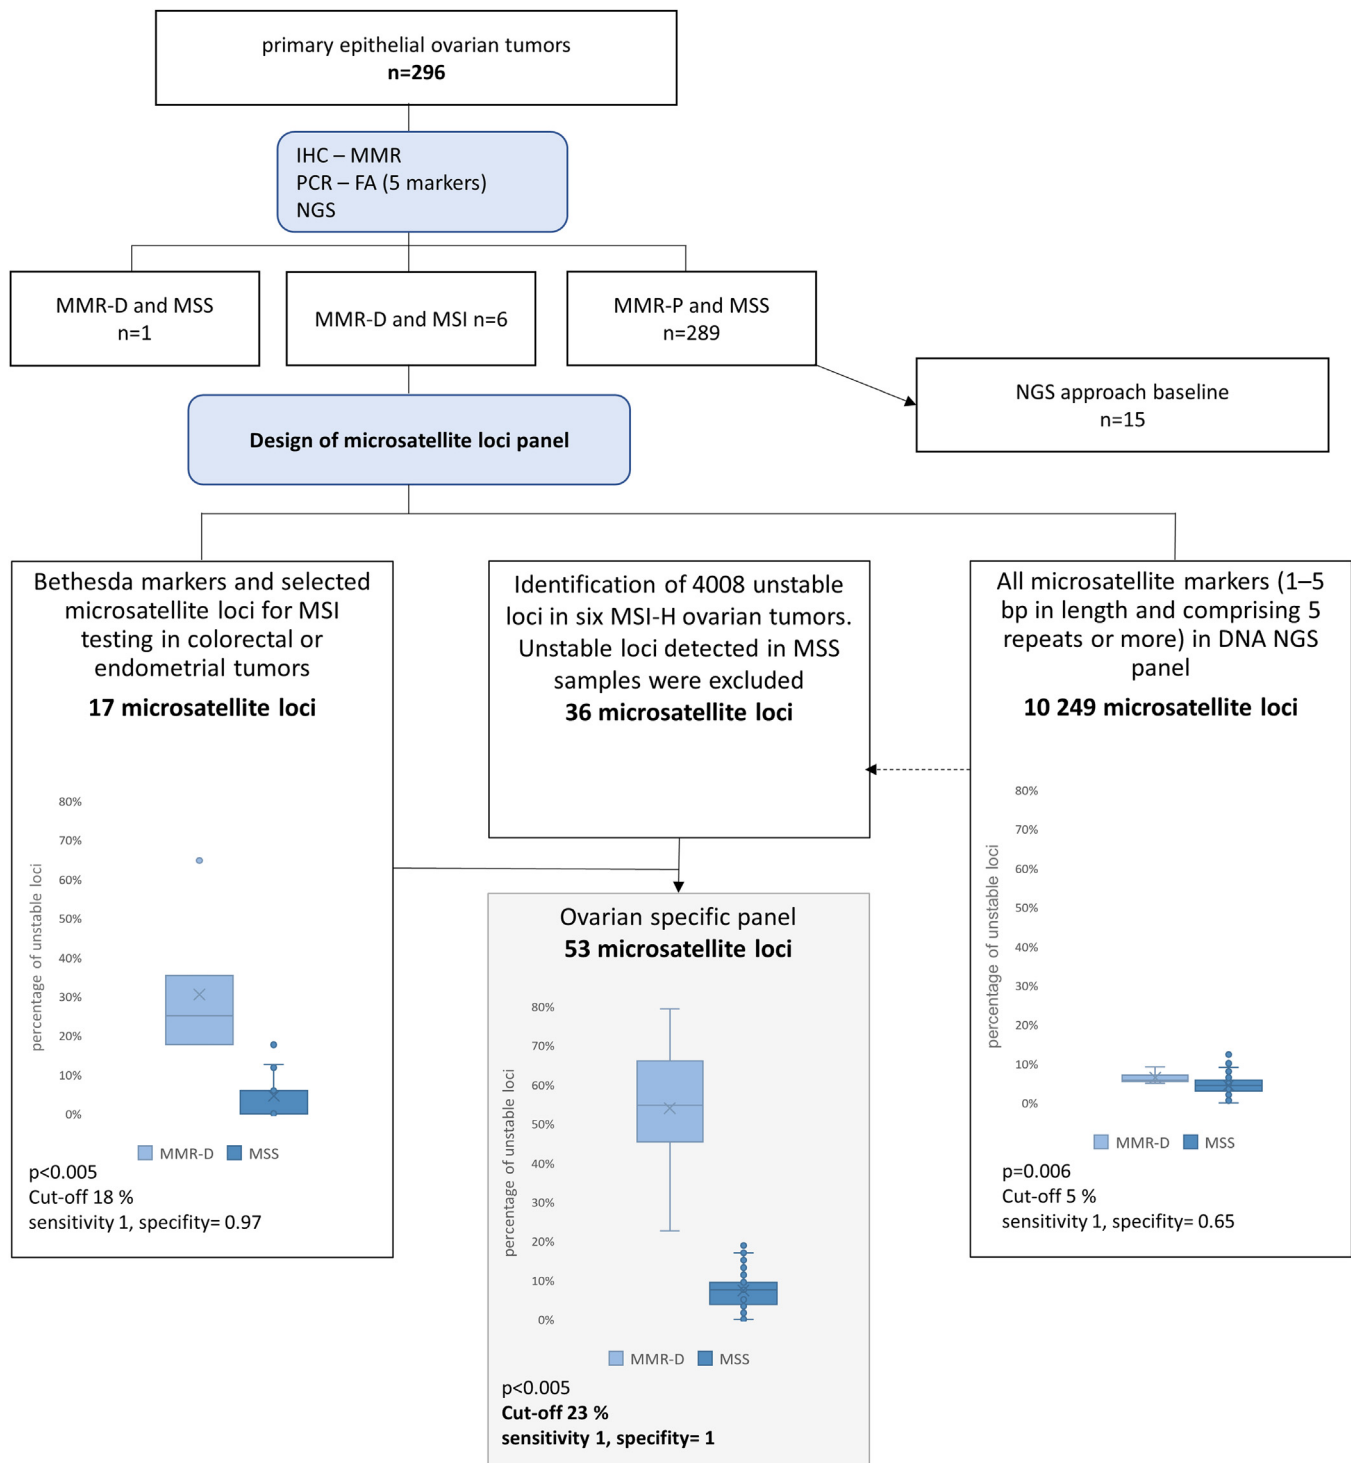 primary epithelial ovarian tumors
n=296
IHC – MMR
PCR – FA (5 markers)
NGS
MMR-D and MSS
n=1
MMR-D and MSI n=6
MMR-P and MSS
n=289
NGS approach baseline
n=15
Design of microsatellite loci panel
Bethesda markers and selected
microsatellite loci for MSI
testing in colorectal or
endometrial tumors
17 microsatellite loci
80%
70%
60%
50%
40%
30%
20%
10%
0%
percentage of unstable loci
MMR-D
MSS
p<0.005
Cut-off 18 %
sensitivity 1, specifity= 0.97
Identification of 4008 unstable
loci in six MSI-H ovarian tumors.
Unstable loci detected in MSS
samples were excluded
36 microsatellite loci
Ovarian specific panel
53 microsatellite loci
80%
70%
60%
50%
40%
30%
20%
10%
0%
percentage of unstable loci
MMR-D
MSS
p<0.005
Cut-off 23 %
sensitivity 1, specifity= 1
All microsatellite markers (1–5
bp in length and comprising 5
repeats or more) in DNA NGS
panel
10 249 microsatellite loci
80%
70%
60%
50%
40%
30%
20%
10%
0%
percentage of unstable loci
MMR-D
MSS
p=0.006
Cut-off 5 %
sensitivity 1, specifity= 0.65